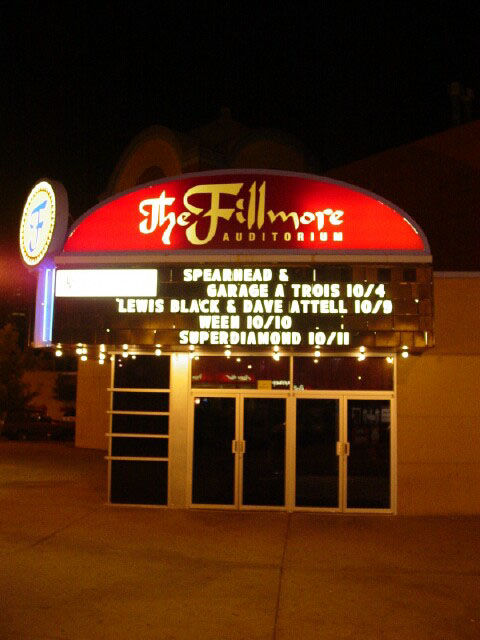 The Fillmore
AUDITORIUM
F
SPEARHEAD &
GARAGE A TROIS 10/4
LEWIS BLACK & DAVE ATTELL 10/9
WEEN 10/10
SUPERDIAMOND 10/11